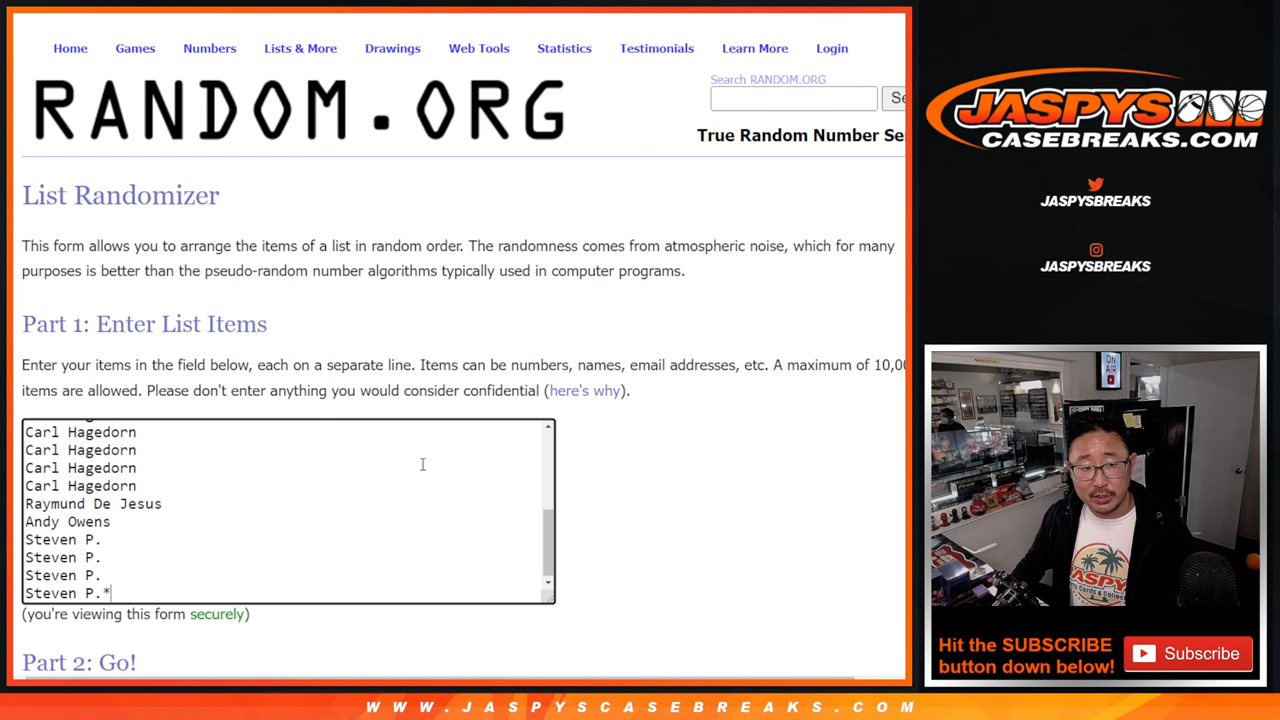 Home Games Numbers Lists & More Drawings Web Tools Statistics Testimonials Learn More Login
RANDOM.ORG
Search RANDOM.ORG
Se
True Random Number Se
List Randomizer
This form allows you to arrange the items of a list in random order. The randomness comes from atmospheric noise, which for many
purposes is better than the pseudo-random number algorithms typically used in computer programs.
Part 1: Enter List Items
Enter your items in the field below, each on a separate line. Items can be numbers, names, email addresses, etc. A maximum of 10,00
items are allowed. Please don't enter anything you would consider confidential (here's why).
Carl Hagedorn
Carl Hagedorn
Carl Hagedorn
Carl Hagedorn
Raymund De Jesus
Andy Owens
Steven P.
Steven P.
Steven P.
Steven P.*
(you're viewing this form securely)
Part 2: Go!
JASPYS
CASEBREAKS.COM
JASPYSBREAKS
JASPYSBREAKS
ON
AIR
JASPY
Hit the SUBSCRIBE
button down below!
Subscribe
WWW.JASPYSCASEBREAKS.COM